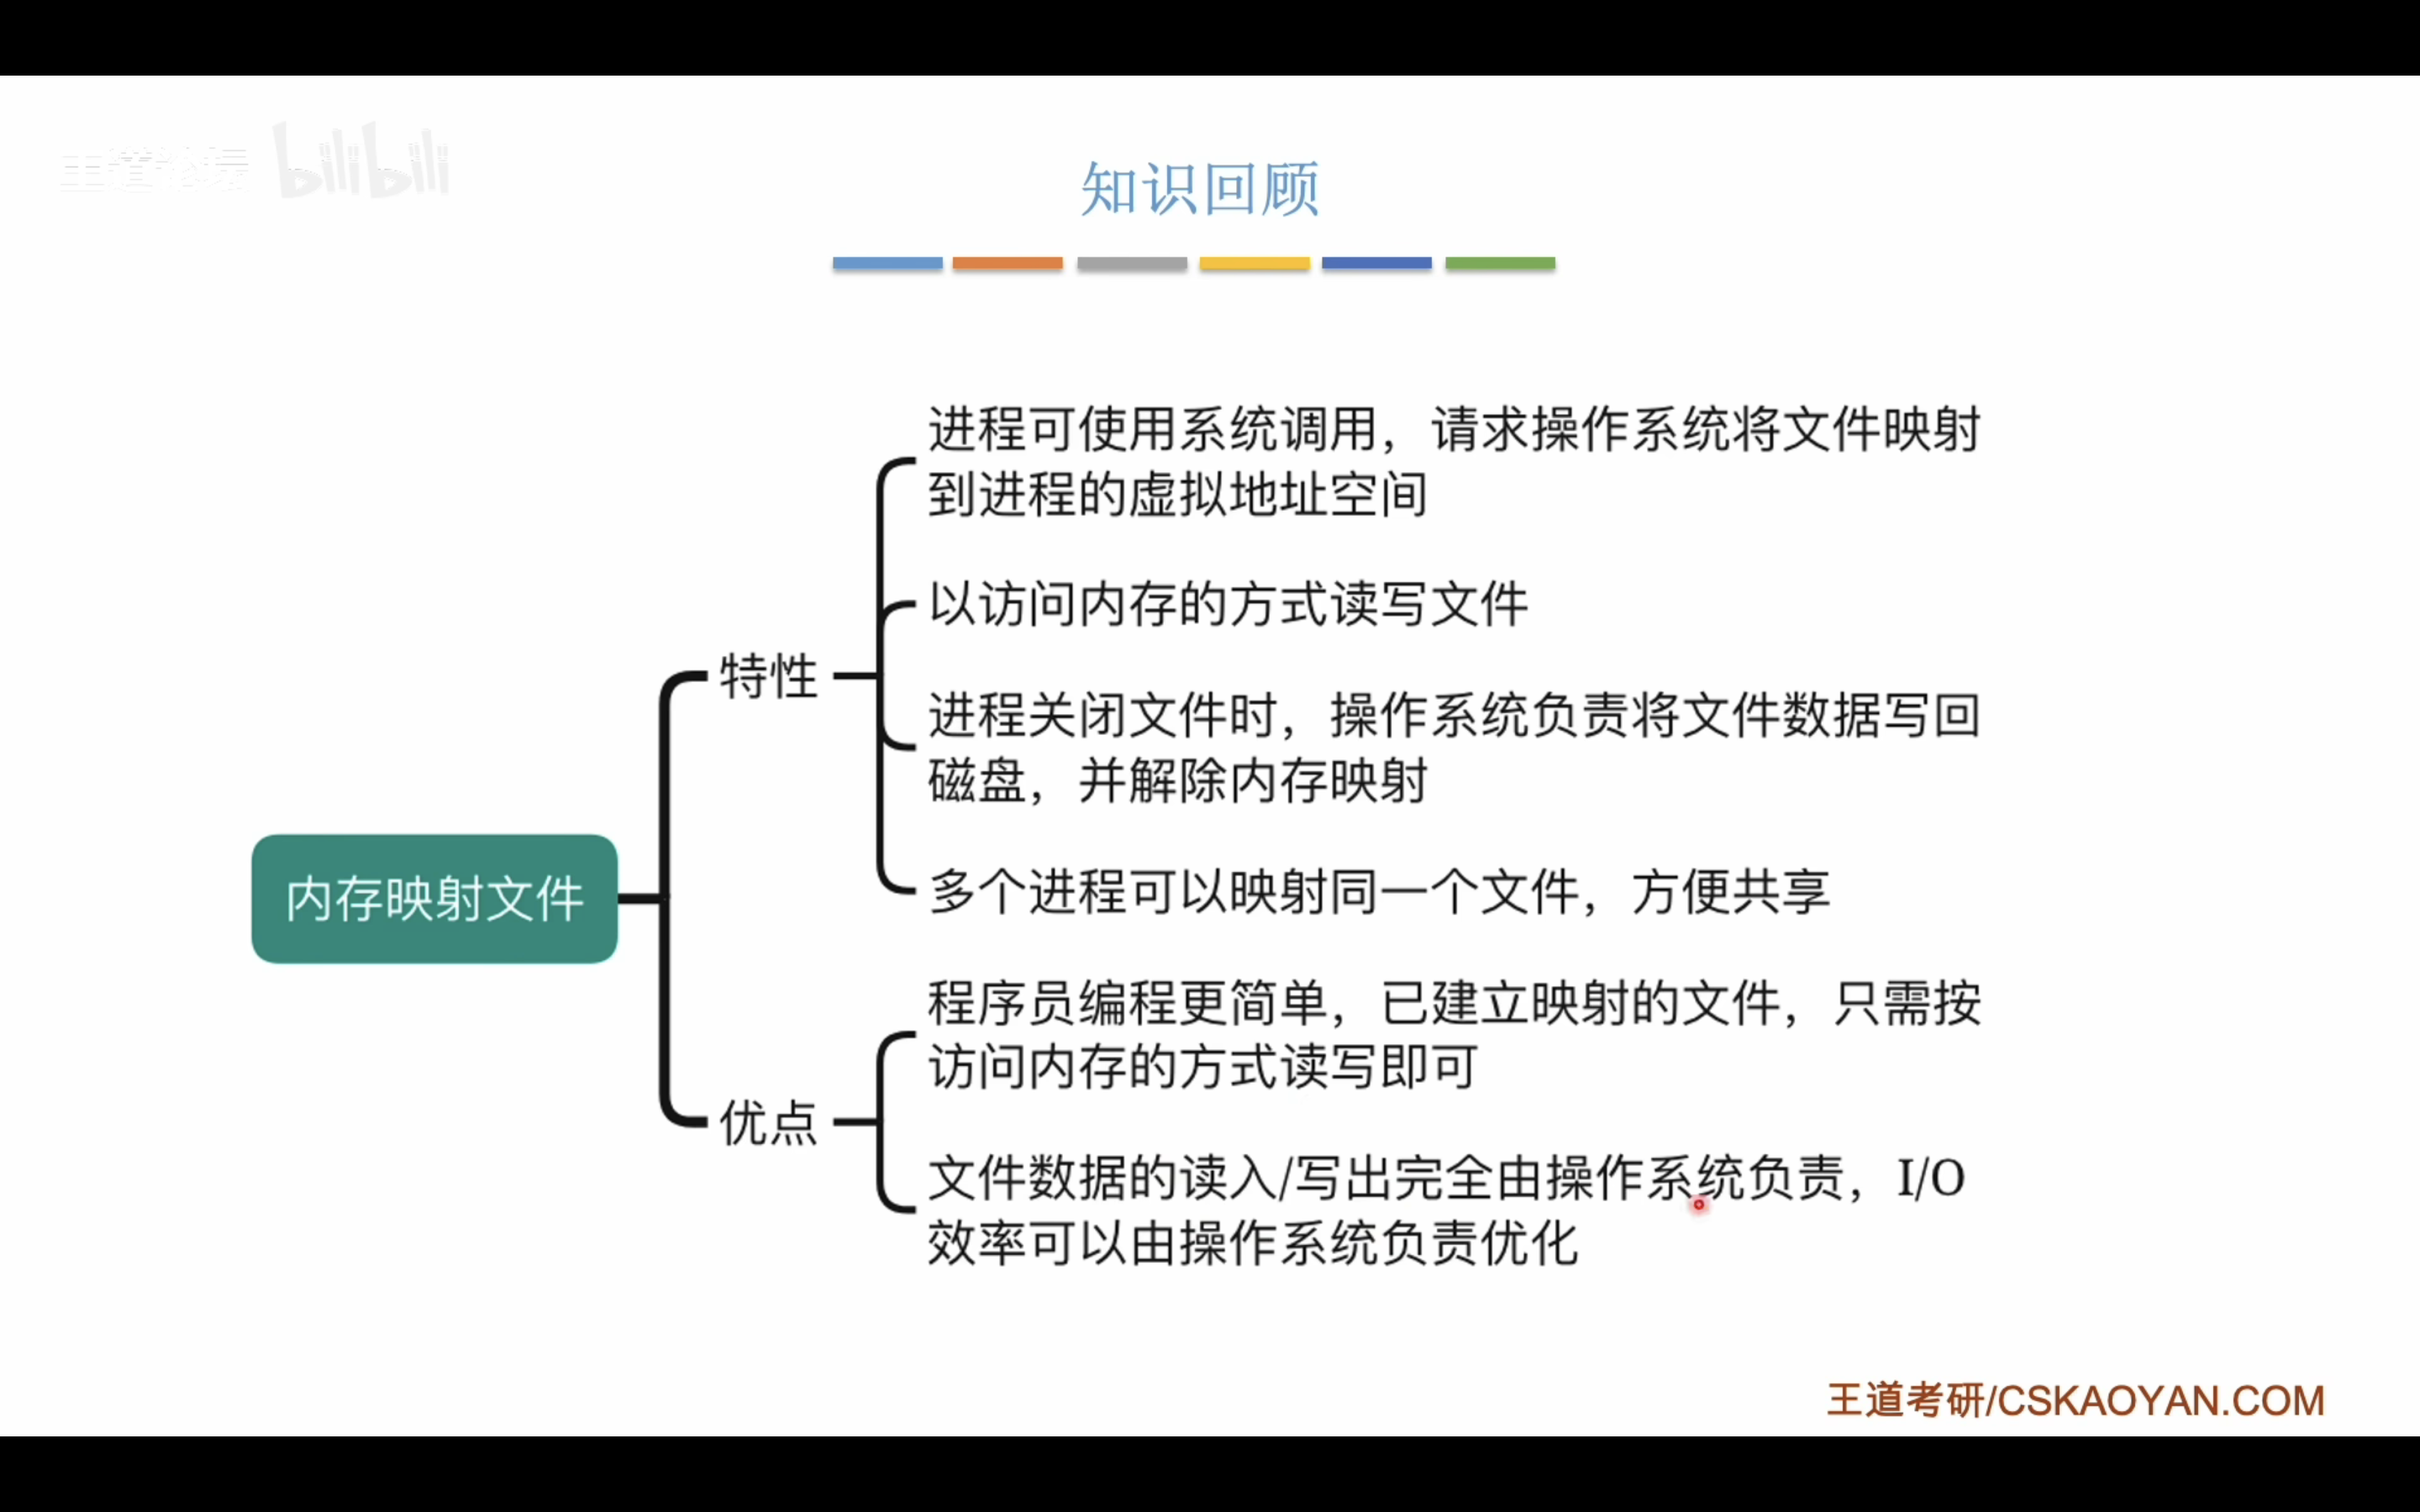 王道论坛 bilibili
知识回顾
进程可使用系统调用，请求操作系统将文件映射
到进程的虚拟地址空间
以访问内存的方式读写文件
特性
进程关闭文件时，操作系统负责将文件数据写回
磁盘，并解除内存映射
多个进程可以映射同一个文件，方便共享
内存映射文件
程序员编程更简单，已建立映射的文件，只需按
访问内存的方式读写即可
优点
文件数据的读入/写出完全由操作系统负责，I/O
效率可以由操作系统负责优化
王道考研/CSKAOYAN.COM